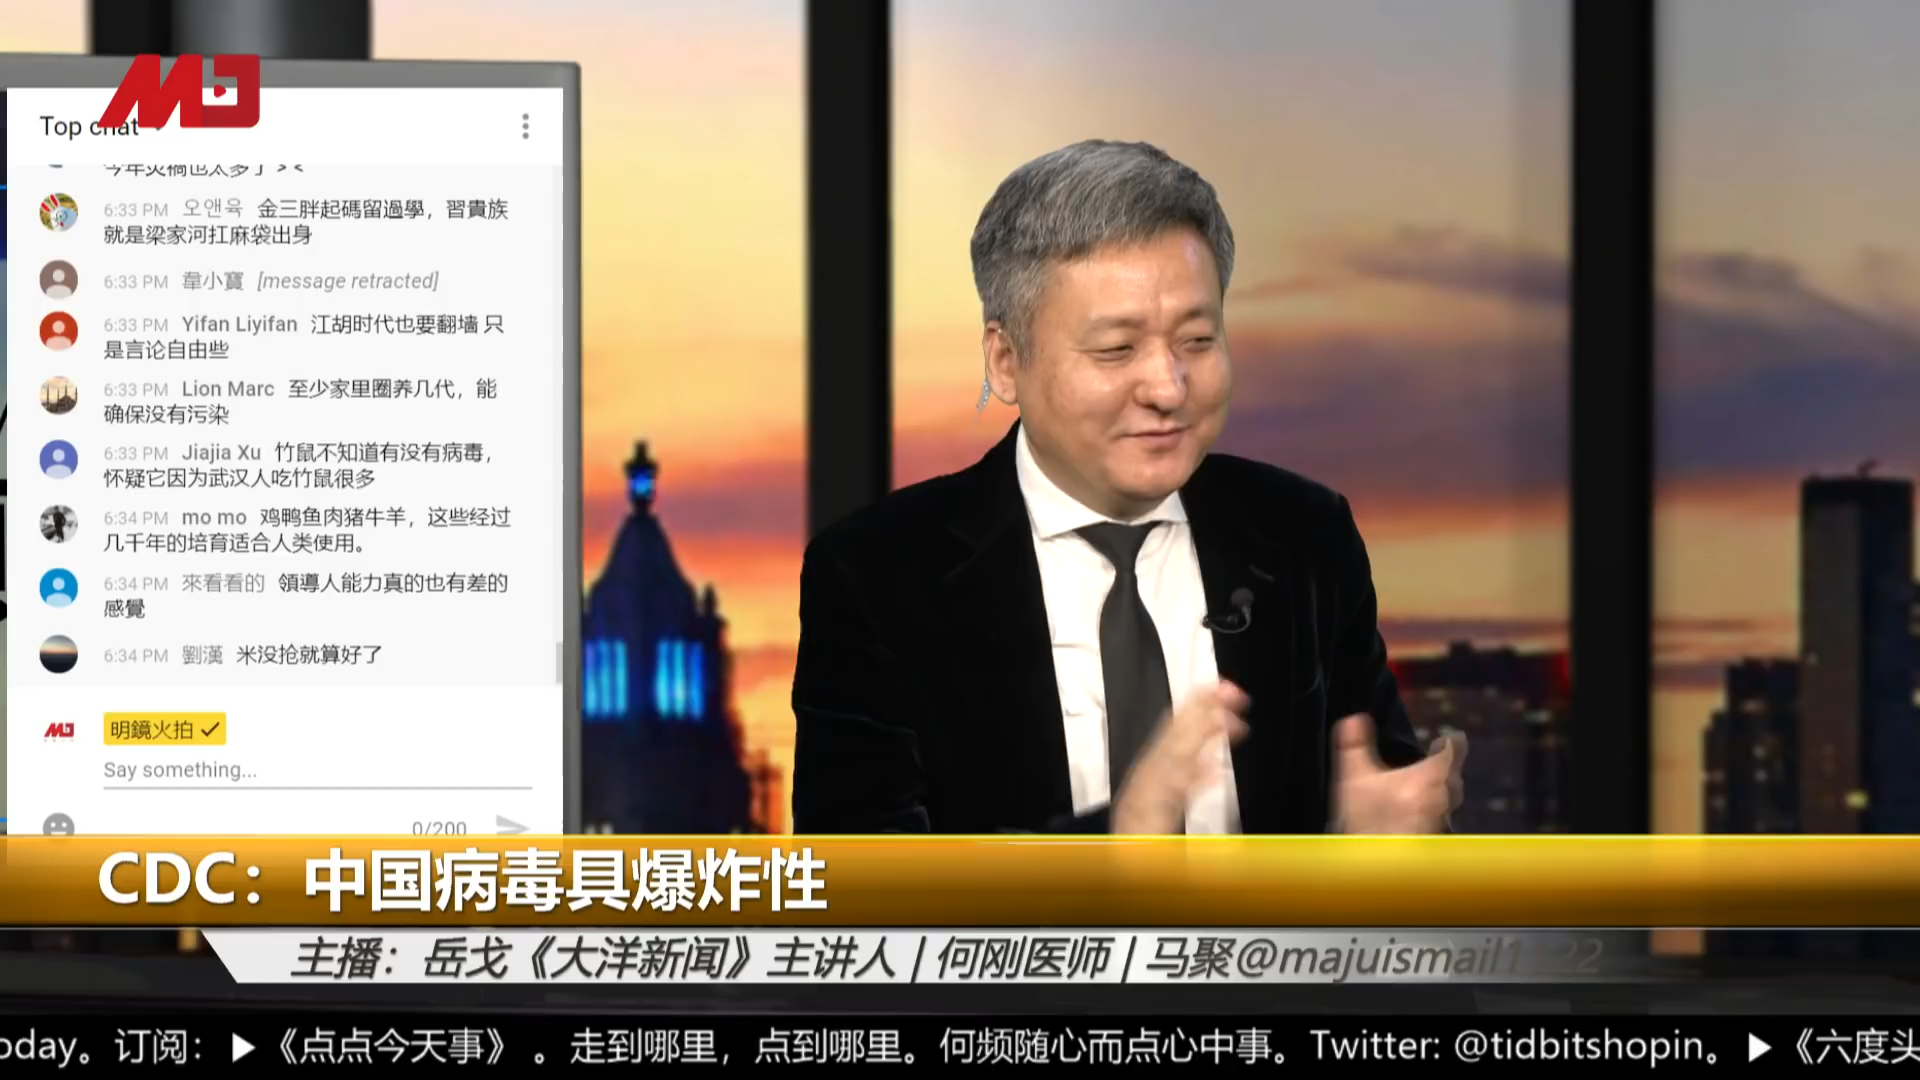 Top chat
今年灾祸也太多了 > <
6:33 PM 오앤육 金三胖起碼留過學，習貴族
就是梁家河扛麻袋出身
6:33 PM 韋小寶 [message retracted]
6:33 PM Yifan Liyifan 江胡时代也要翻墙 只
是言论自由些
6:33 PM Lion Marc 至少家里圈养几代，能
确保没有污染
6:33 PM Jiajia Xu 竹鼠不知道有没有病毒，
怀疑它因为武汉人吃竹鼠很多
6:34 PM mo mo 鸡鸭鱼肉猪牛羊，这些经过
几千年的培育适合人类使用。
6:34 PM 來看看的 領導人能力真的也有差的
感覺
6:34 PM 劉漢 米没抢就算好了
明鏡火拍
Say something...
0/200
CDC：中国病毒具爆炸性
主播：岳戈《大洋新闻》主讲人 | 何刚医师 | 马聚@majuismail1122
oday。订阅：▶《点点今天事》 。走到哪里，点到哪里。何频随心而点心中事。Twitter: @tidbitshopin。▶《六度头